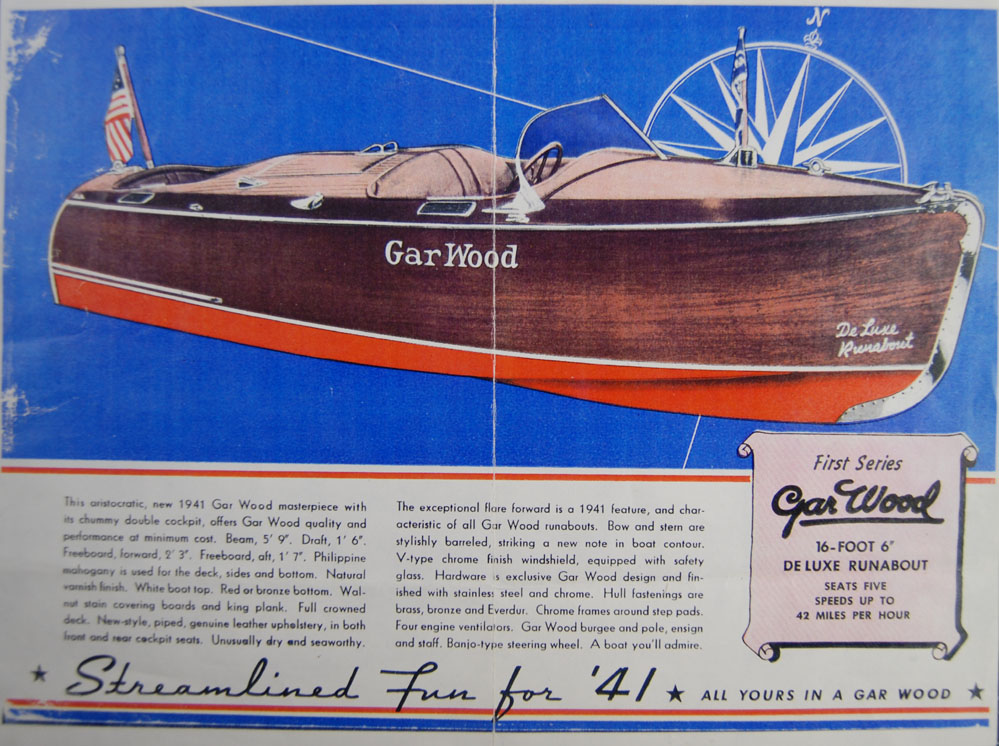 N
Gar Wood
De Luxe
Runabout
This aristocratic, new 1941 Gar Wood masterpiece with
its chummy double cockpit, offers Gar Wood quality and
performance at minimum cost. Beam, 5' 9". Draft, 1' 6".
Freeboard, forward, 2' 3". Freeboard, aft, 1' 7". Philippine
mahogany is used for the deck, sides and bottom. Natural
varnish finish. White boot top. Red or bronze bottom. Wal-
nut stain covering boards and king plank. Full crowned
deck. New-style, piped, genuine leather upholstery, in both
front and rear cockpit seats. Unusually dry and seaworthy.
The exceptional flare forward is a 1941 feature, and char-
acteristic of all Gar Wood runabouts. Bow and stern are
stylishly barreled, striking a new note in boat contour.
V-type chrome finish windshield, equipped with safety
glass. Hardware is exclusive Gar Wood design and fin-
ished with stainless steel and chrome. Hull fastenings are
brass, bronze and Everdur. Chrome frames around step pads.
Four engine ventilators. Gar Wood burgee and pole, ensign
and staff. Banjo-type steering wheel. A boat you'll admire.
First Series
Gar Wood
16-FOOT 6"
DE LUXE RUNABOUT
SEATS FIVE
SPEEDS UP TO
42 MILES PER HOUR
★ Streamlined Fun for '41 ★ ALL YOURS IN A GAR WOOD ★